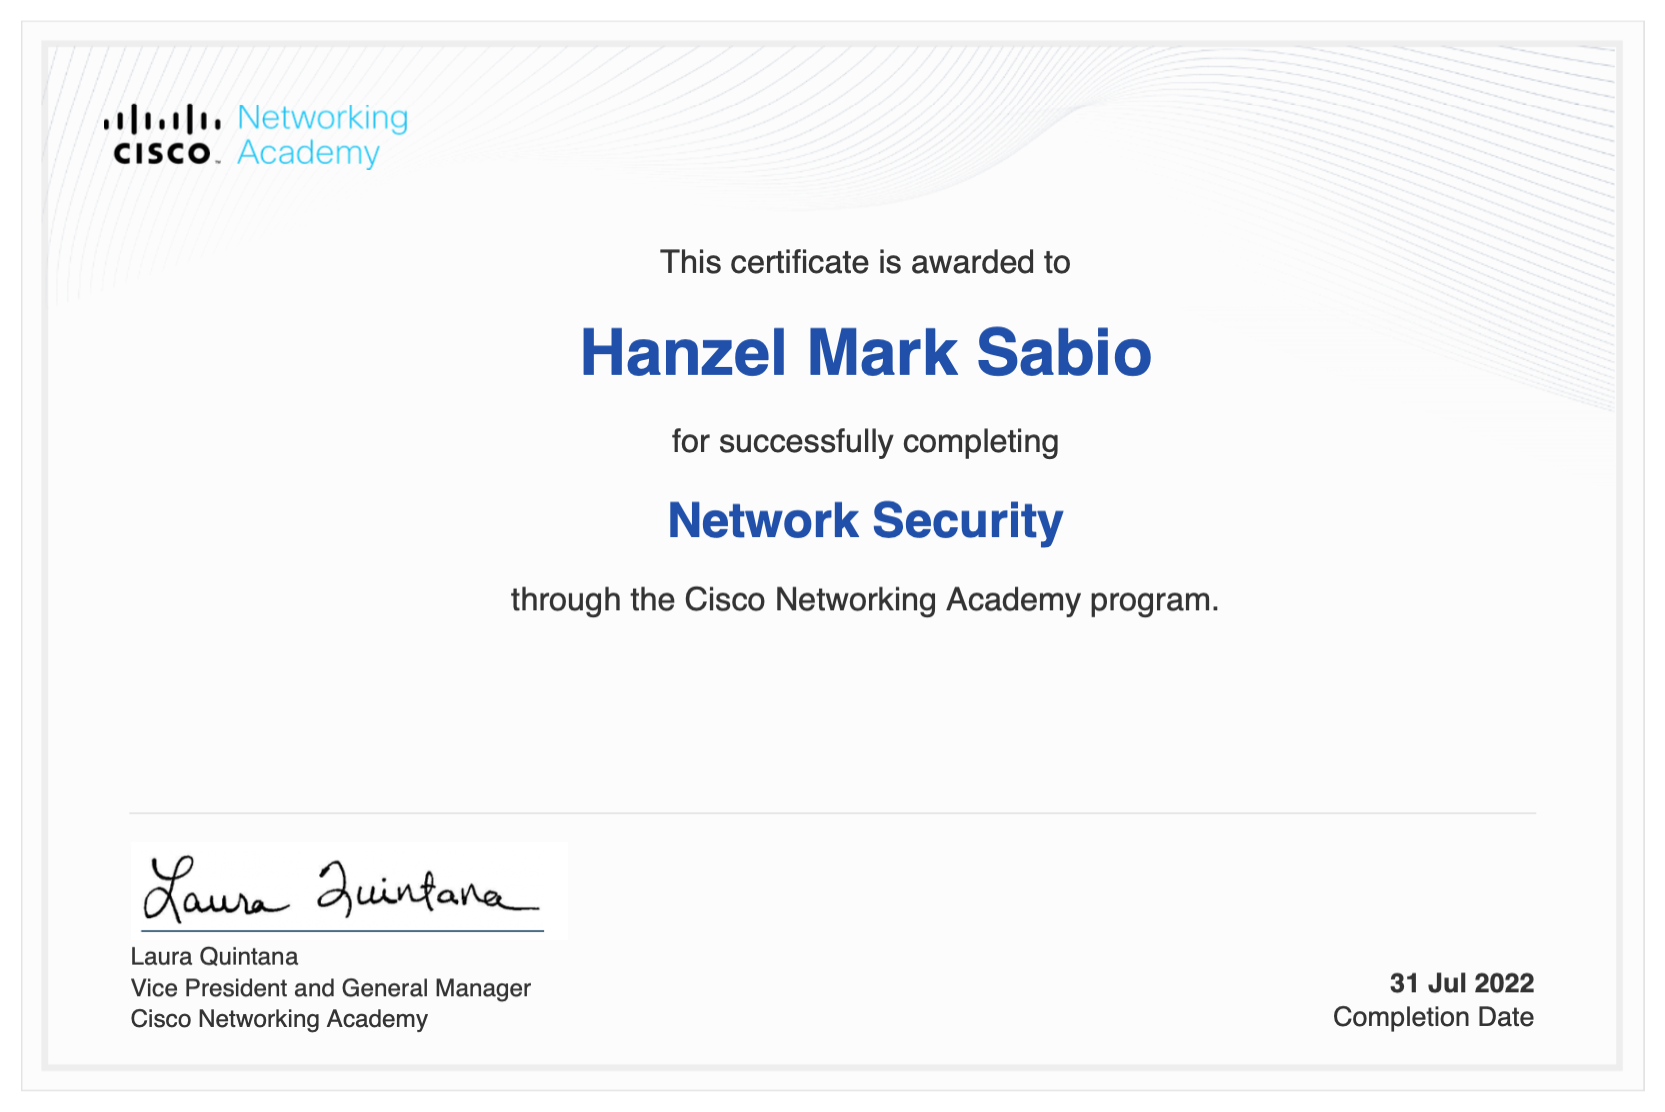 CISCO™ Networking
Academy
This certificate is awarded to
Hanzel Mark Sabio
for successfully completing
Network Security
through the Cisco Networking Academy program.
Laura Quintana
Laura Quintana
Vice President and General Manager
Cisco Networking Academy
31 Jul 2022
Completion Date